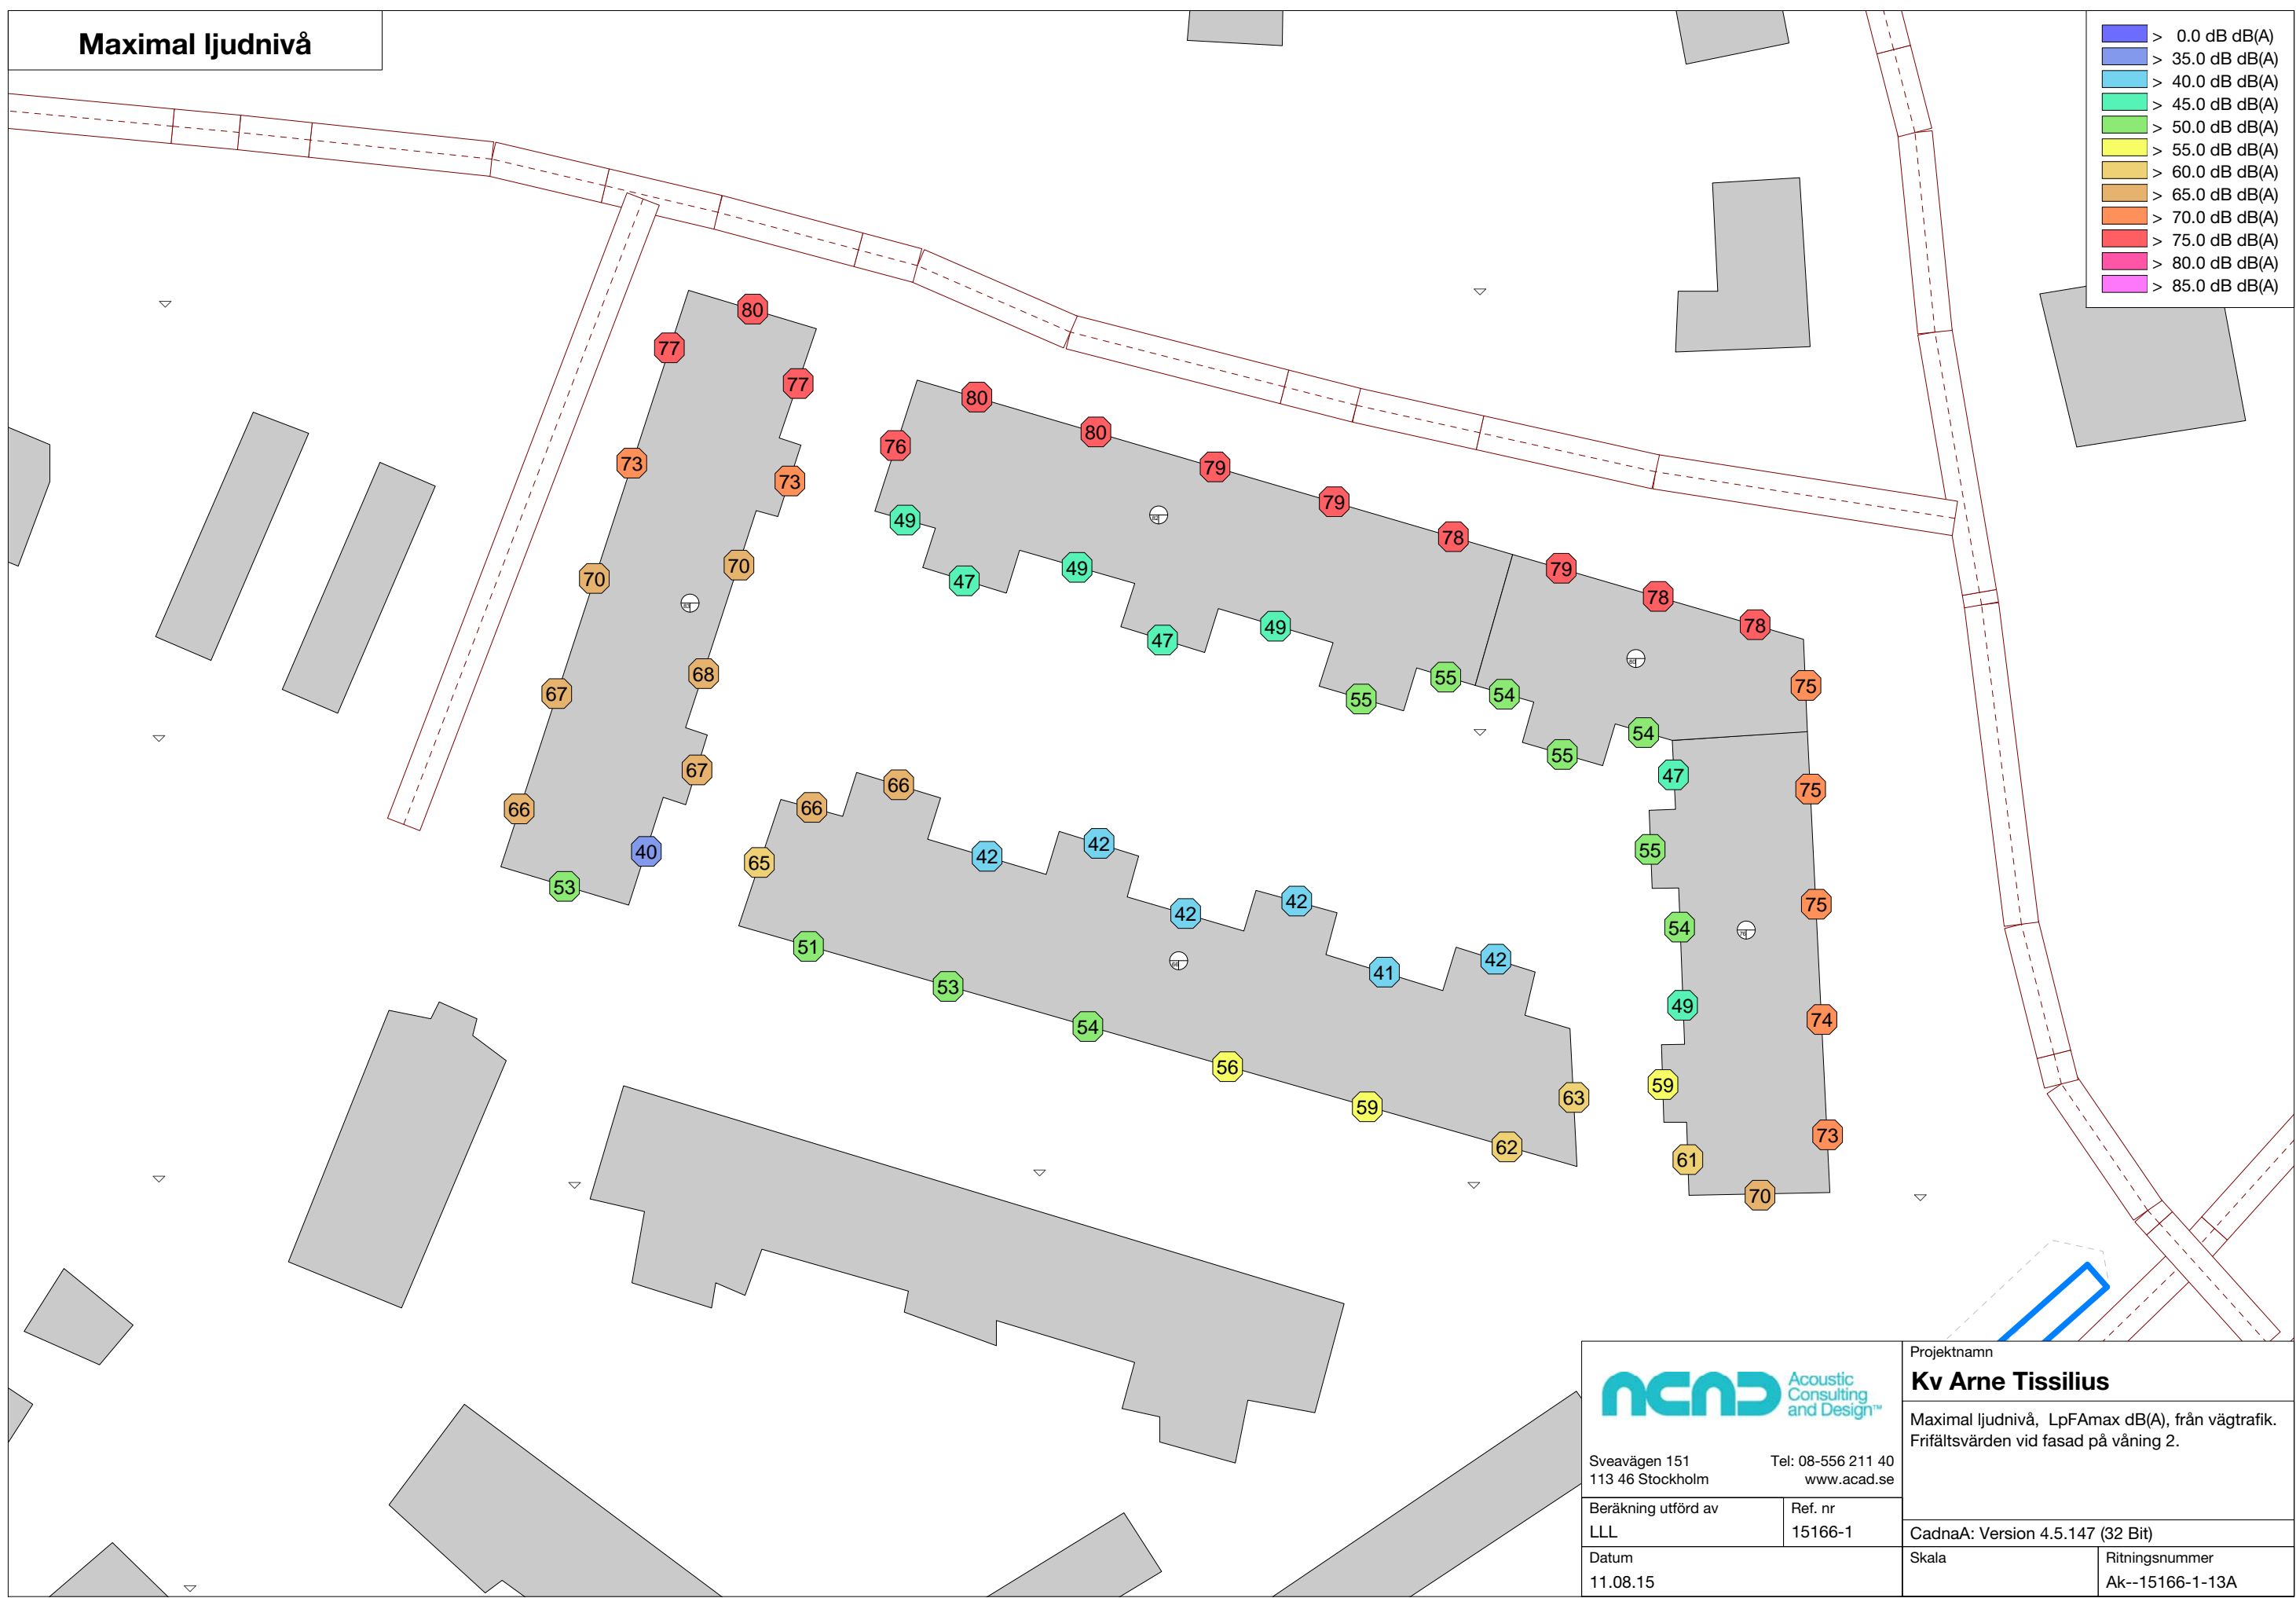 Maximal ljudnivå
> 0.0 dB dB(A)
> 35.0 dB dB(A)
> 40.0 dB dB(A)
> 45.0 dB dB(A)
> 50.0 dB dB(A)
> 55.0 dB dB(A)
> 60.0 dB dB(A)
> 65.0 dB dB(A)
> 70.0 dB dB(A)
> 75.0 dB dB(A)
> 80.0 dB dB(A)
> 85.0 dB dB(A)
80
77
77
73
73
70
70
67
68
67
66
40
53
80
80
76
79
79
78
49
47
49
47
49
55
55
79
78
78
75
54
55
54
47
75
55
75
54
49
74
59
73
61
70
66
66
65
42
42
42
42
41
42
51
53
54
56
59
62
63
ACAD
Acoustic
Consulting
and Design™
Sveavägen 151 Tel: 08-556 211 40
113 46 Stockholm www.acad.se
Beräkning utförd av
LLL
Ref. nr
15166-1
Datum
11.08.15
Projektnamn
Kv Arne Tissilius
Maximal ljudnivå, LpFAmax dB(A), från vägtrafik.
Frifältsvärden vid fasad på våning 2.
CadnaA: Version 4.5.147 (32 Bit)
Skala
Ritningsnummer
Ak--15166-1-13A